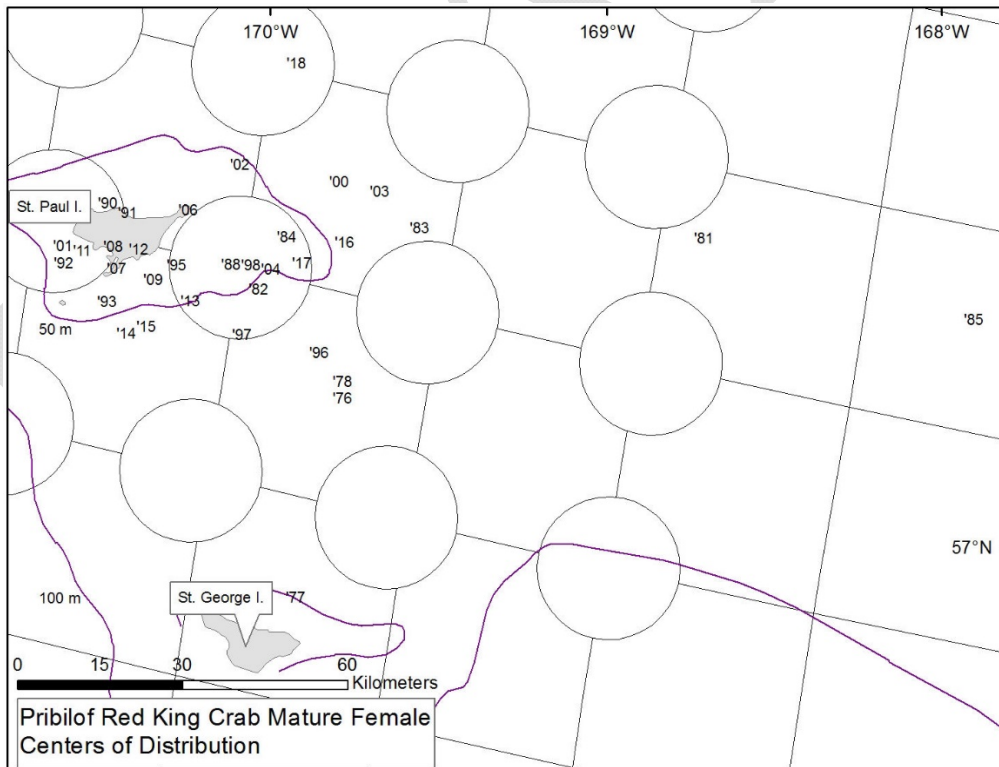 170°W
169°W
168°W
'18
'02
'00
'03
'90
St. Paul I.
'91
'06
'83
'84
'16
'81
'01
'11
'08
'12
'92
'07
'95
'88
'98
'04
'17
'09
'82
'93
'13
50 m
'14
'15
'97
'85
'96
'78
'76
57°N
100 m
St. George I.
'77
0 15 30 60
Kilometers
Pribilof Red King Crab Mature Female
Centers of Distribution